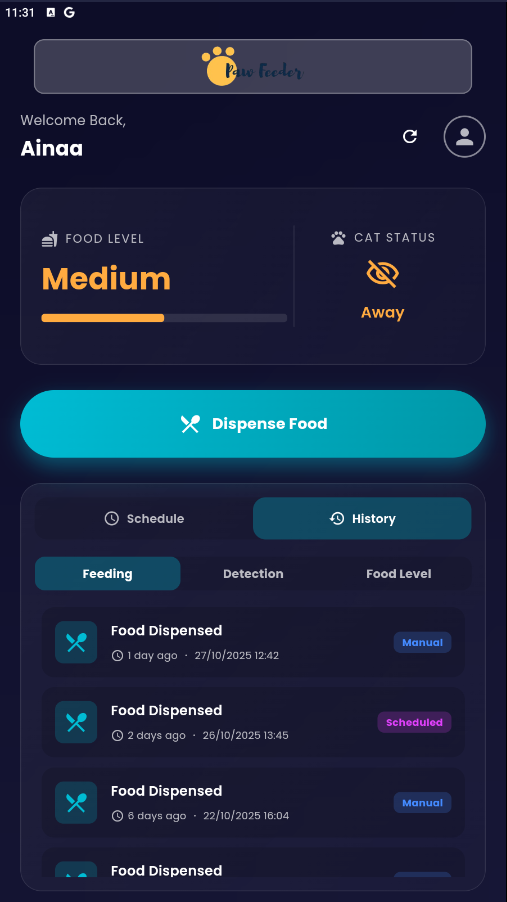 11:31
Paw Feeder
Welcome Back,
Ainaa
FOOD LEVEL
CAT STATUS
Medium
Away
Dispense Food
Schedule
History
Feeding
Detection
Food Level
Food Dispensed
1 day ago · 27/10/2025 12:42
Manual
Food Dispensed
2 days ago · 26/10/2025 13:45
Scheduled
Food Dispensed
6 days ago · 22/10/2025 16:04
Manual
Food Dispensed